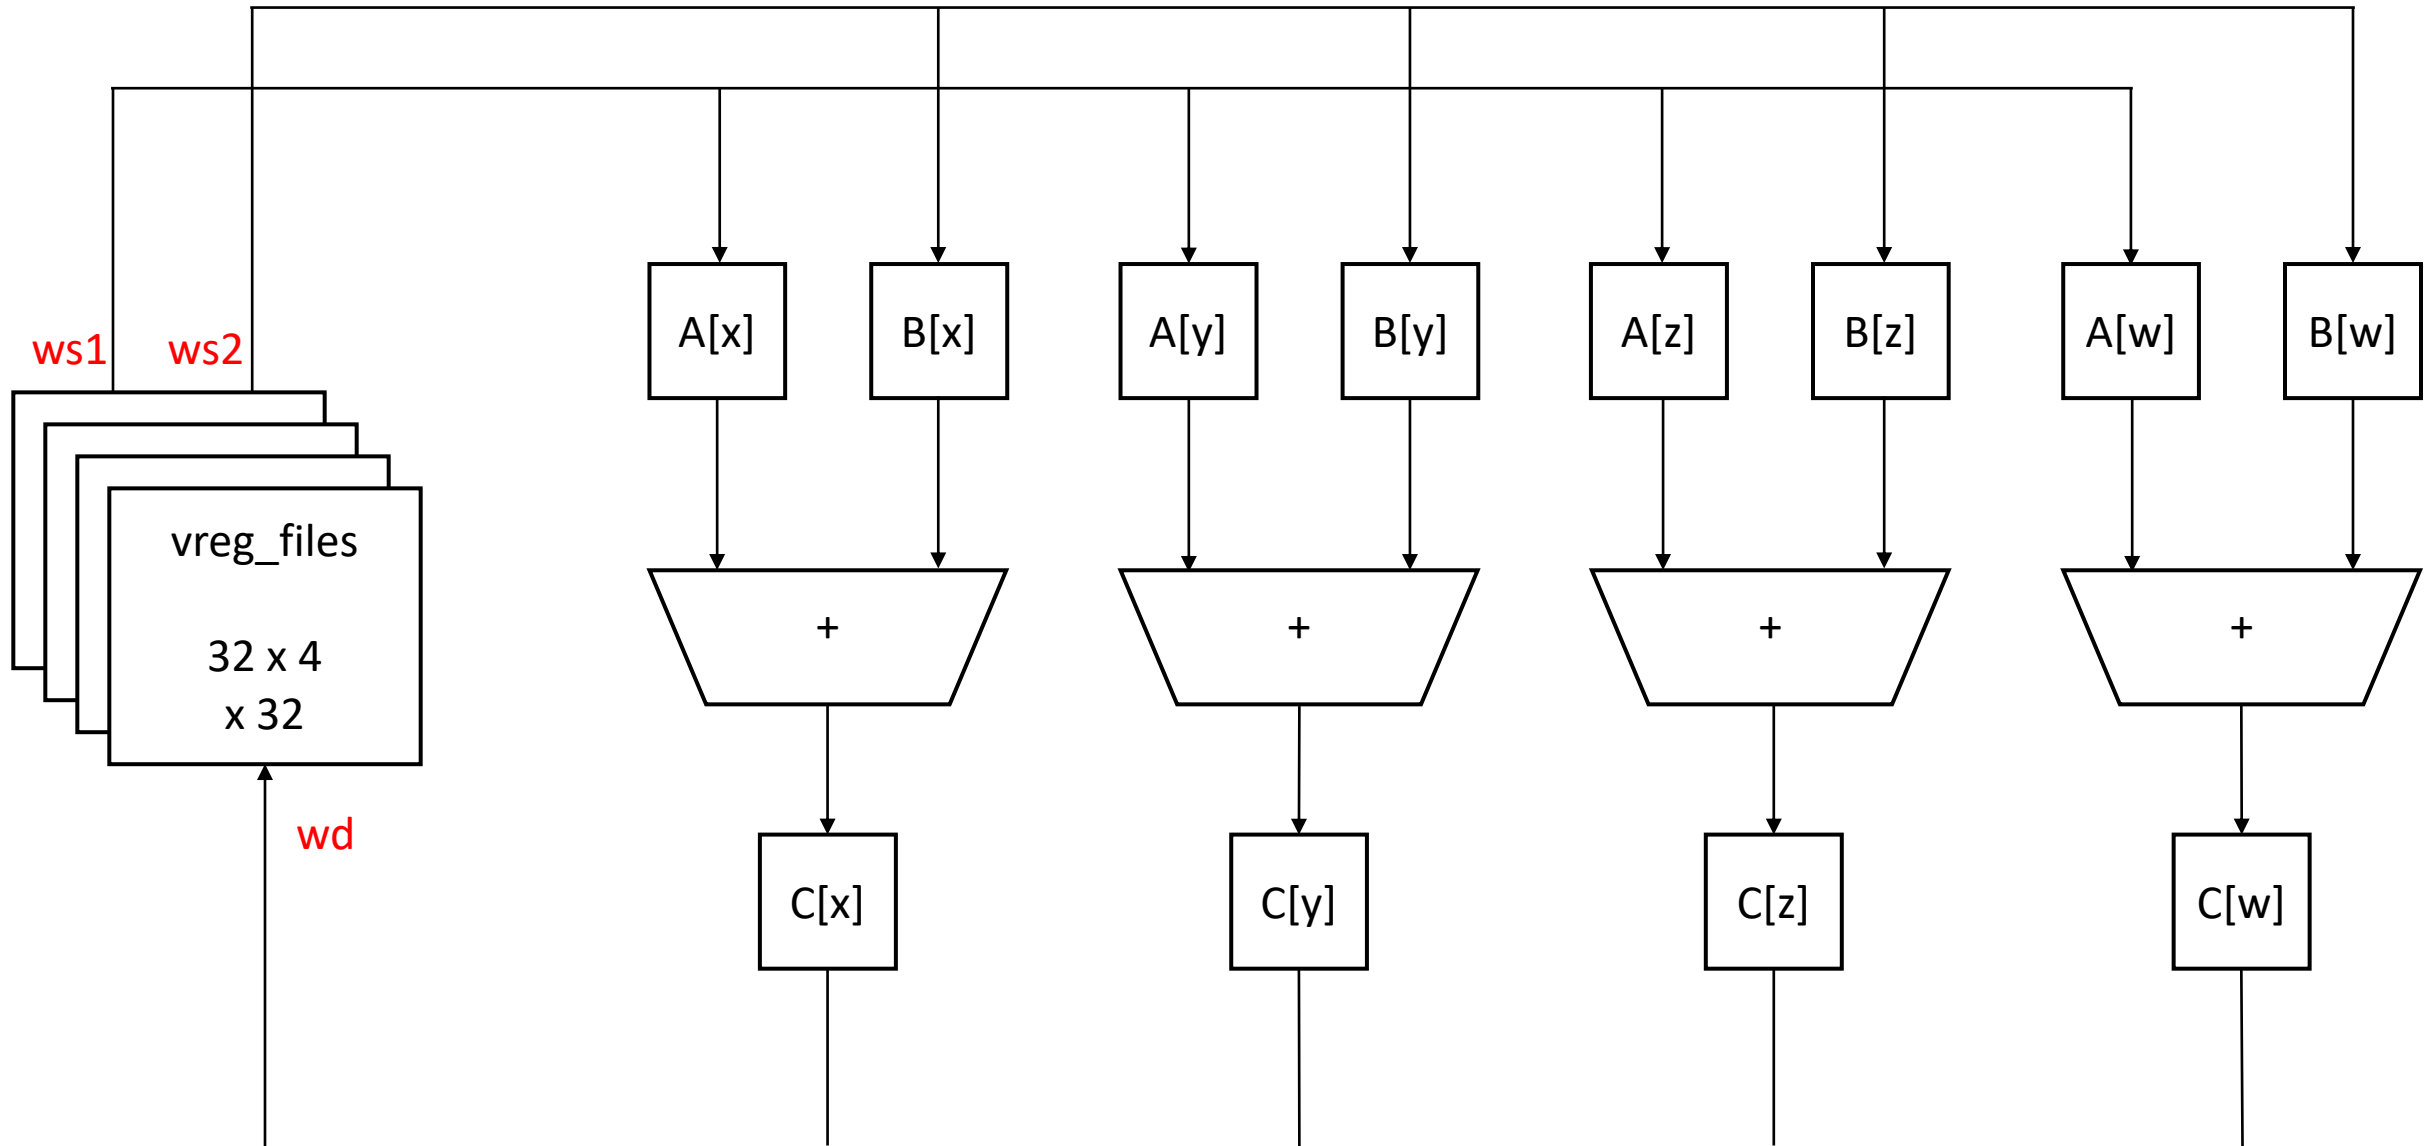 ws1
ws2
A[x]
B[x]
A[y]
B[y]
A[z]
B[z]
A[w]
B[w]
vreg_files
32 x 4
x 32
+
+
+
+
wd
C[x]
C[y]
C[z]
C[w]